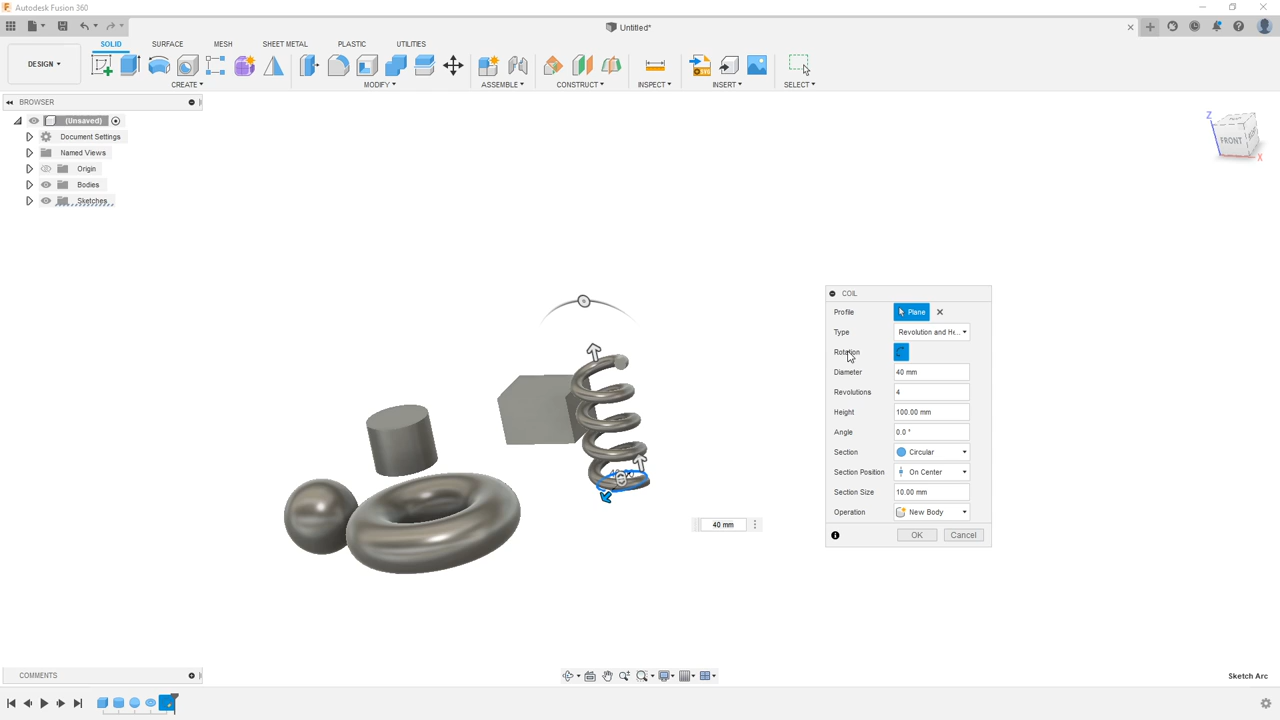 Autodesk Fusion 360
Untitled*
DESIGN
SOLID SURFACE MESH SHEET METAL PLASTIC UTILITIES
CREATE MODIFY ASSEMBLE CONSTRUCT INSPECT INSERT SELECT
BROWSER
(Unsaved)
Document Settings
Named Views
Origin
Bodies
Sketches
Z
FRONT
X
COIL
Profile Plane
Type Revolution and He...
Rotation
Diameter 40 mm
Revolutions 4
Height 100.00 mm
Angle 0.0 °
Section Circular
Section Position On Center
Section Size 10.00 mm
Operation New Body
OK Cancel
40 mm
COMMENTS
Sketch Arc